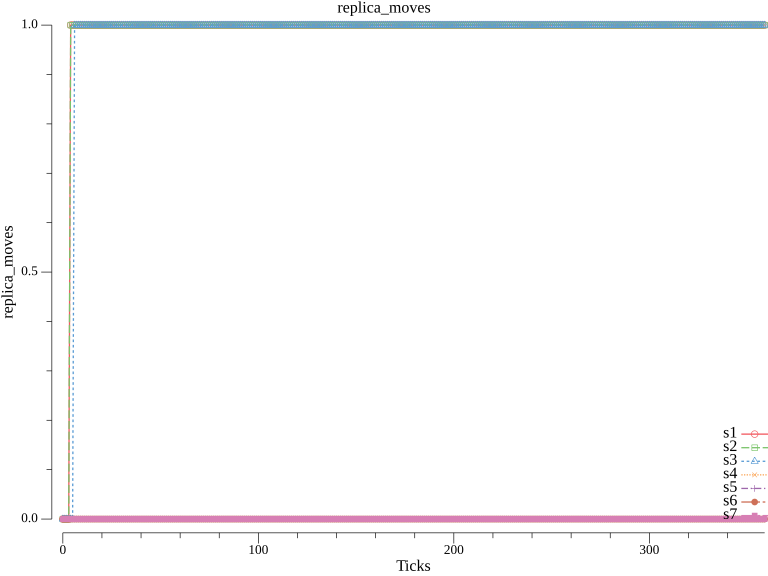 replica_moves
1.0
0.5
0.0
replica_moves
0
100
200
300
Ticks
s1
s2
s3
s4
s5
s6
s7